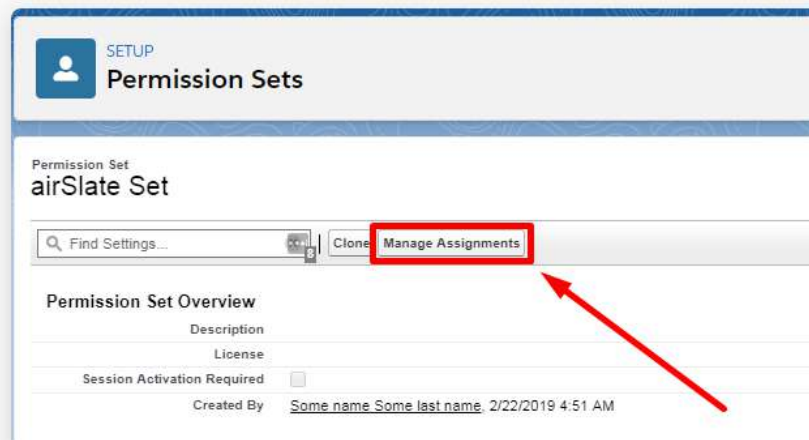 SETUP
Permission Sets
Permission Set
airSlate Set
Find Settings...
8
Clone Manage Assignments
Permission Set Overview
Description
License
Session Activation Required
Created By Some name Some last name, 2/22/2019 4:51 AM